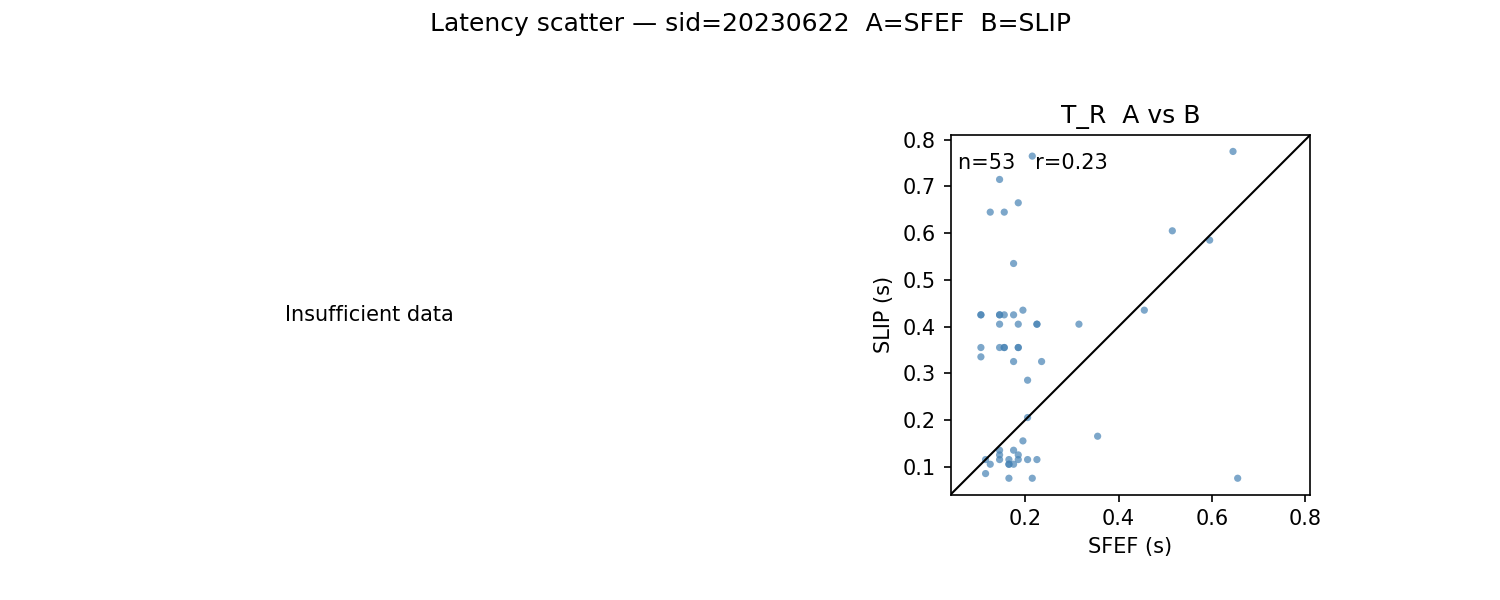 Latency scatter — sid=20230622  A=SFEF  B=SLIP
Insufficient data
T_R  A vs B
n=53   r=0.23
0.8
0.7
0.6
0.5
0.4
0.3
0.2
0.1
SLIP (s)
0.2
0.4
0.6
0.8
SFEF (s)